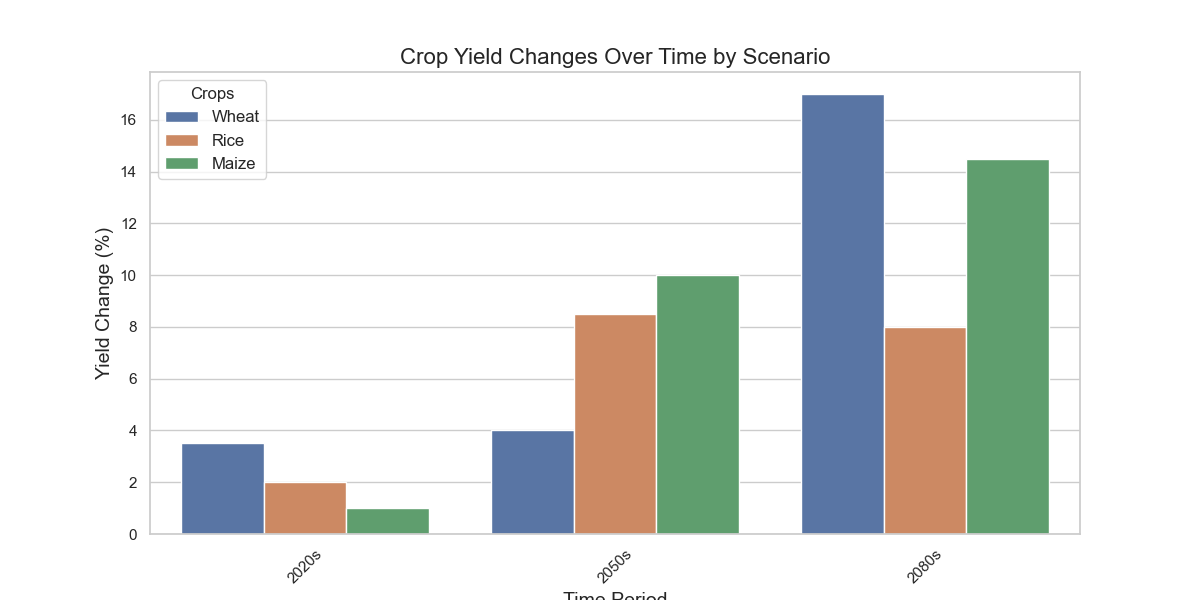 Crop Yield Changes Over Time by Scenario
Crops
Wheat
Rice
Maize
Yield Change (%)
16
14
12
10
8
6
4
2
0
2020s
2050s
2080s
Time Period